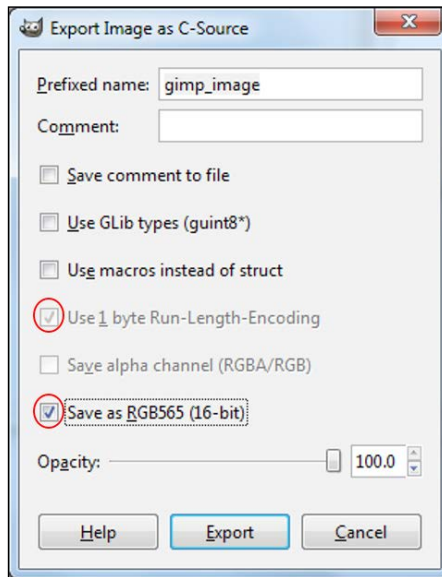 Export Image as C-Source
Prefixed name: gimp_image
Comment:
Save comment to file
Use GLib types (guint8*)
Use macros instead of struct
Use 1 byte Run-Length-Encoding
Save alpha channel (RGBA/RGB)
Save as RGB565 (16-bit)
Opacity: 100.0
Help Export Cancel